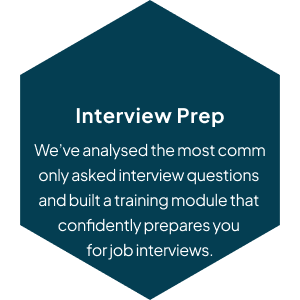 Interview Prep
We've analysed the most comm
only asked interview questions
and built a training module that
confidently prepares you
for job interviews.